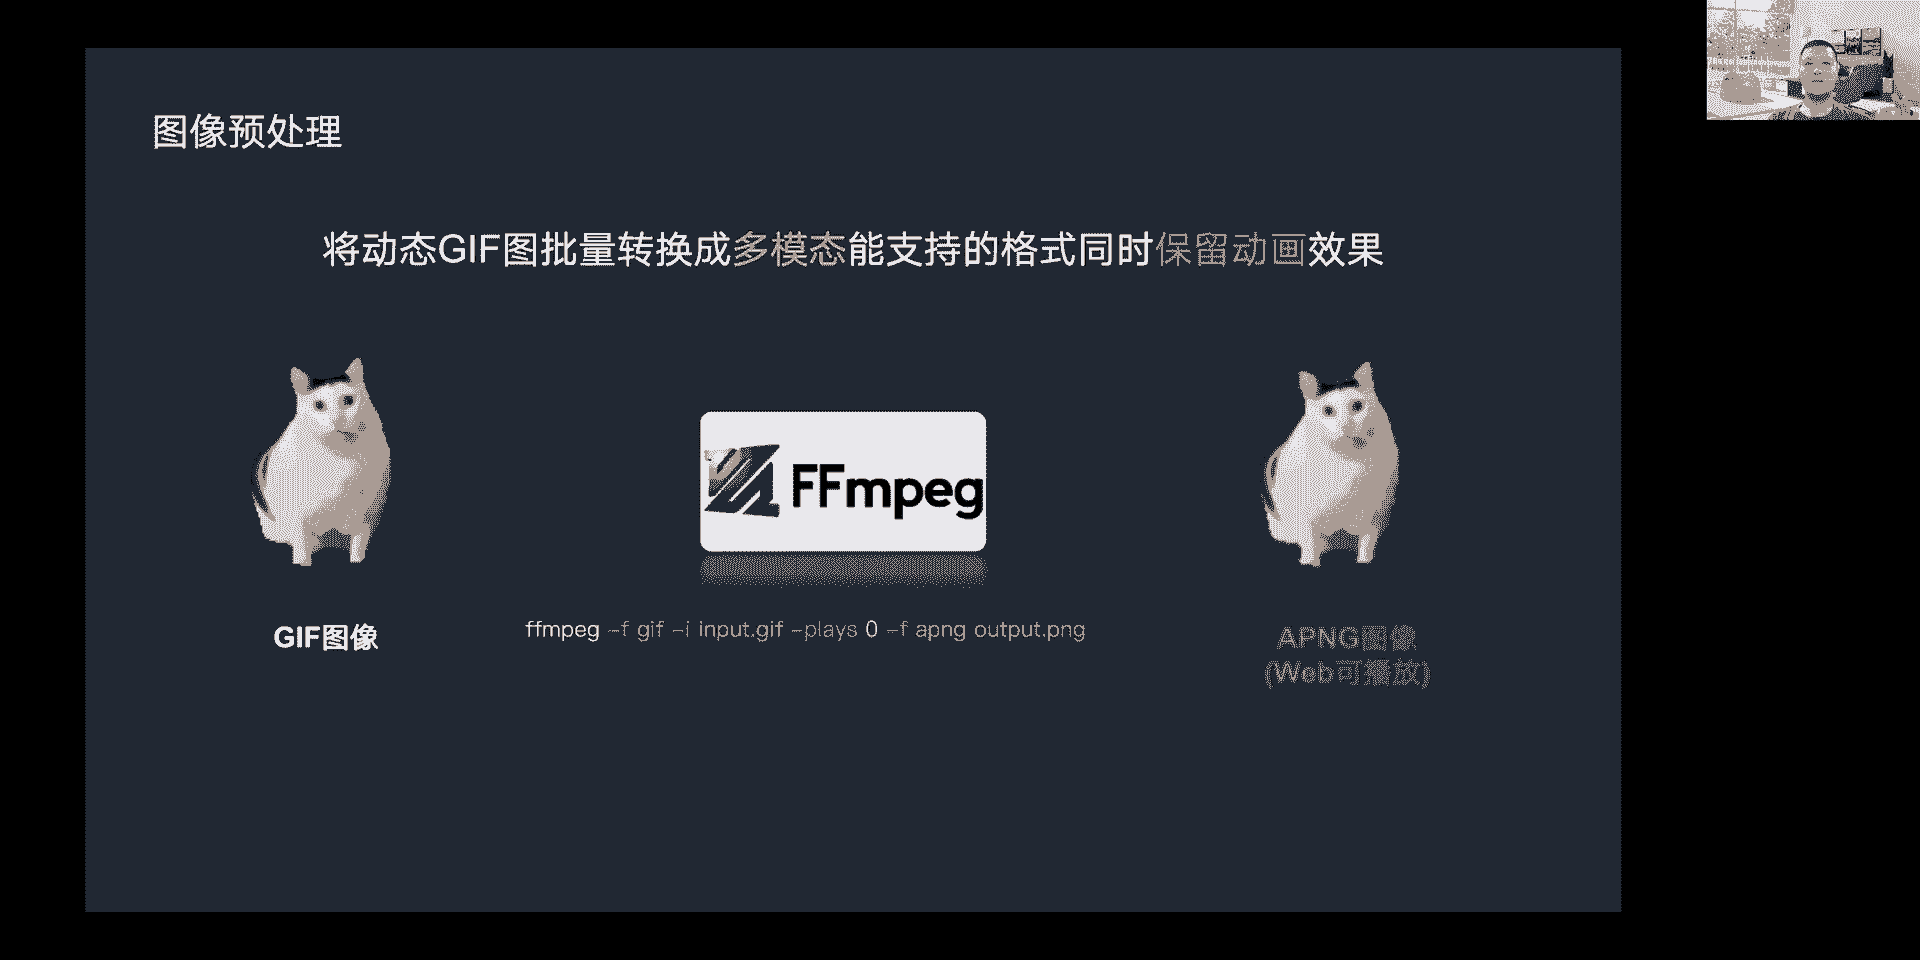 图像预处理
将动态GIF图批量转换成多模态能支持的格式同时保留动画效果
FFmpeg
ffmpeg -f gif -i input.gif -plays 0 -f apng output.png
GIF图像
APNG图像
(Web可播放)